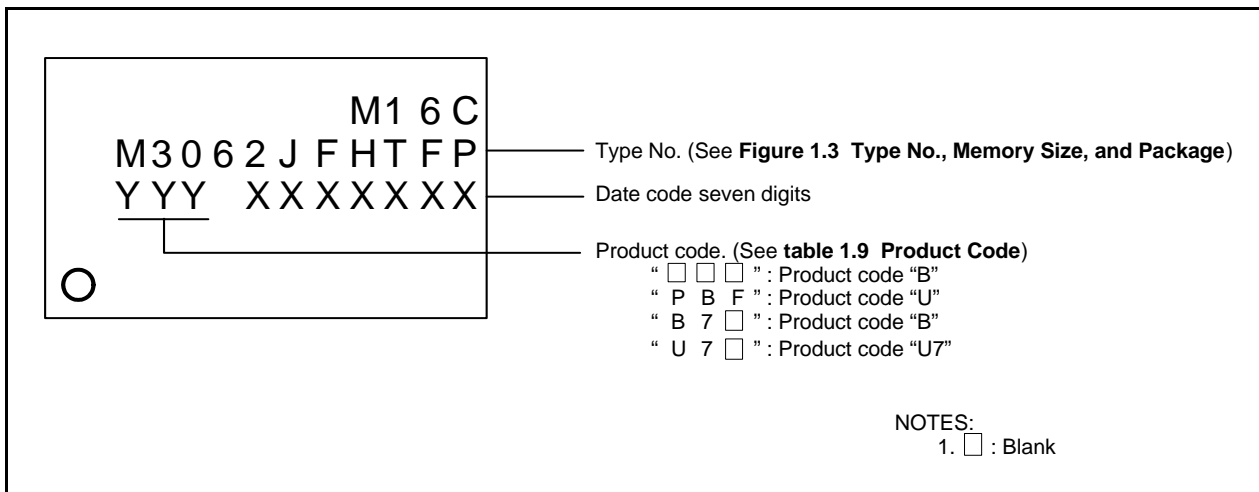 M16C
M3062JFHTFP
YYY XXXXXXX
Type No. (See Figure 1.3 Type No., Memory Size, and Package)
Date code seven digits
Product code. (See table 1.9 Product Code)
“ □ □ □ ” : Product code “B”
“ P B F ” : Product code “U”
“ B 7 □ ” : Product code “B”
“ U 7 □ ” : Product code “U7”
NOTES:
1. □ : Blank